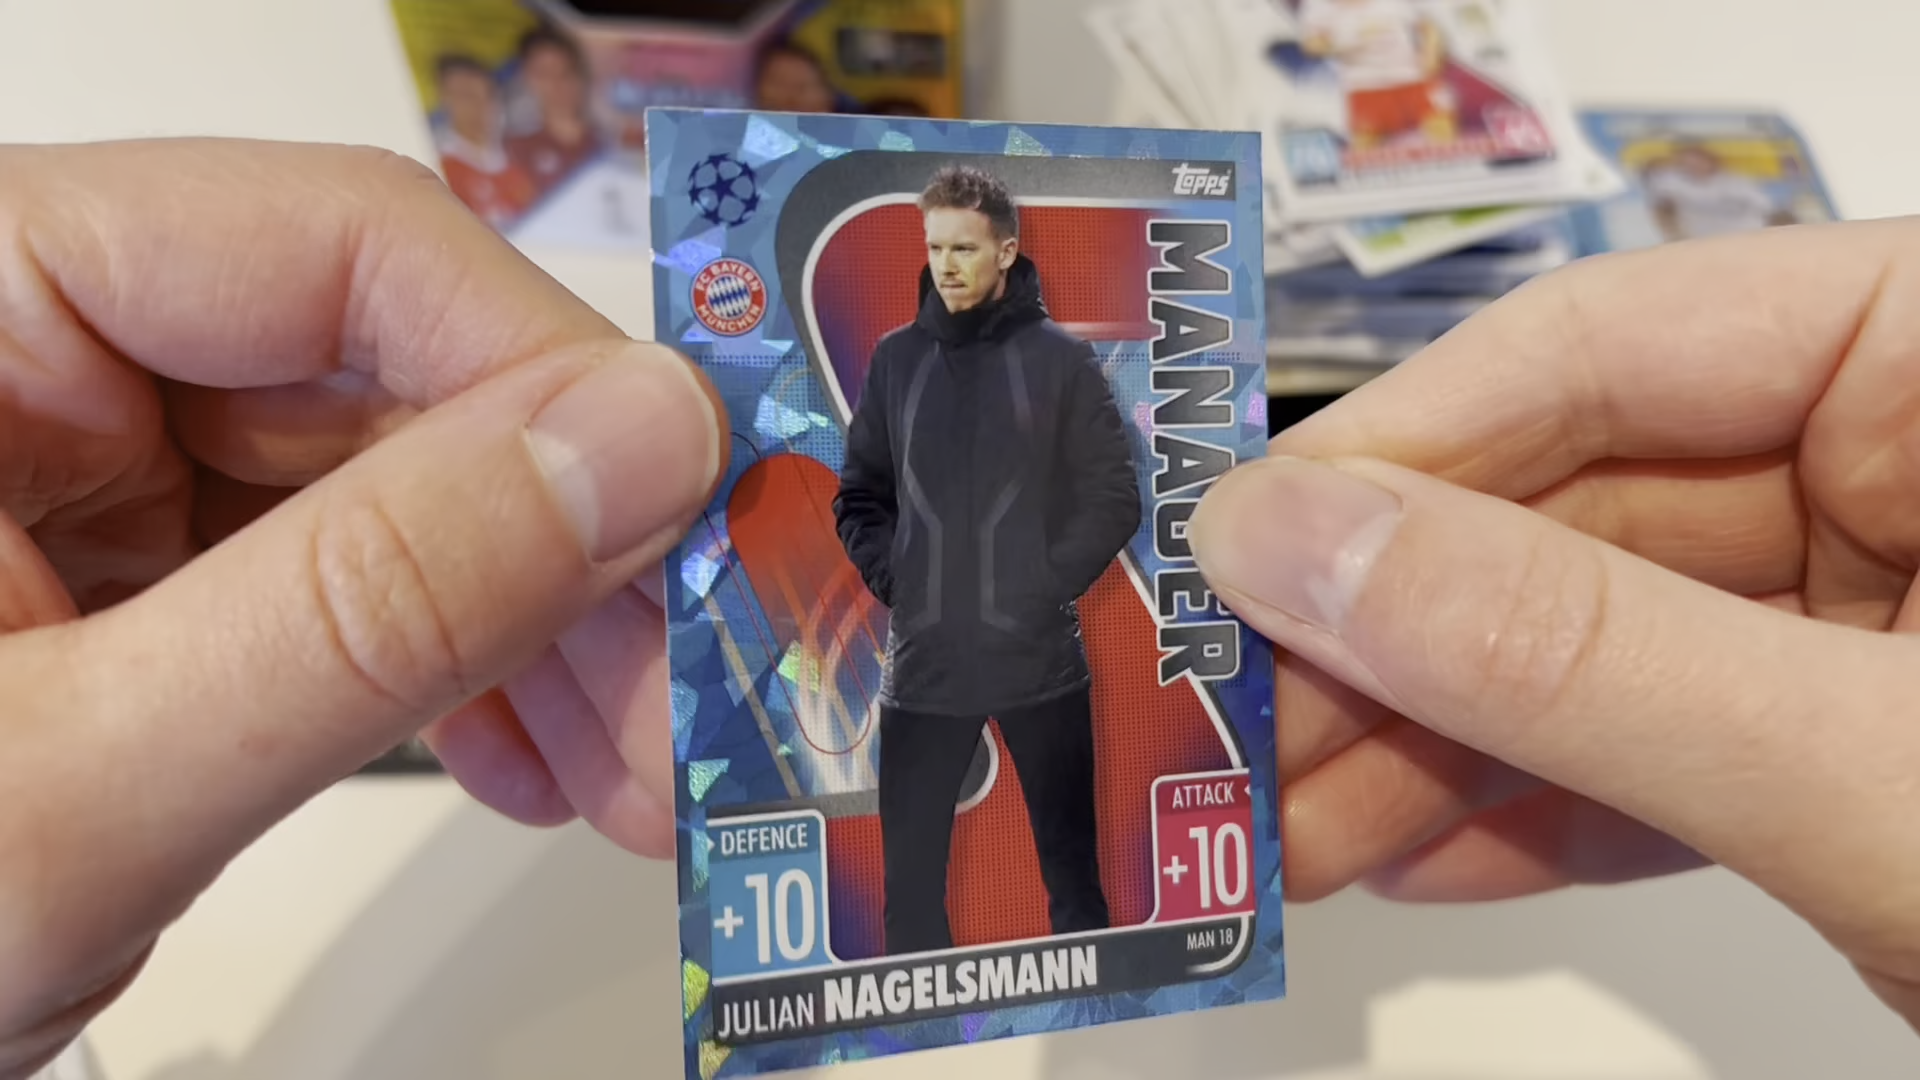 topps
FC BAYERN
MÜNCHEN
MANAGER
DEFENCE
+10
ATTACK
+10
MAN 18
JULIAN NAGELSMANN